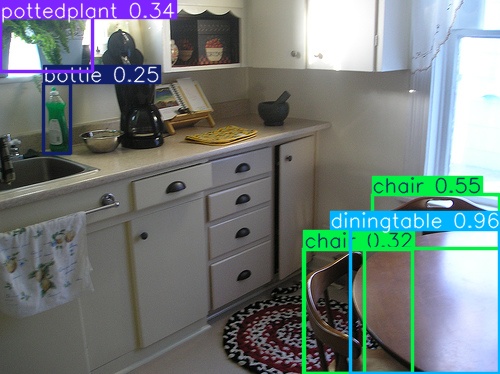 pottedplant 0.34
bottle 0.25
chair 0.55
diningtable 0.96
chair 0.32